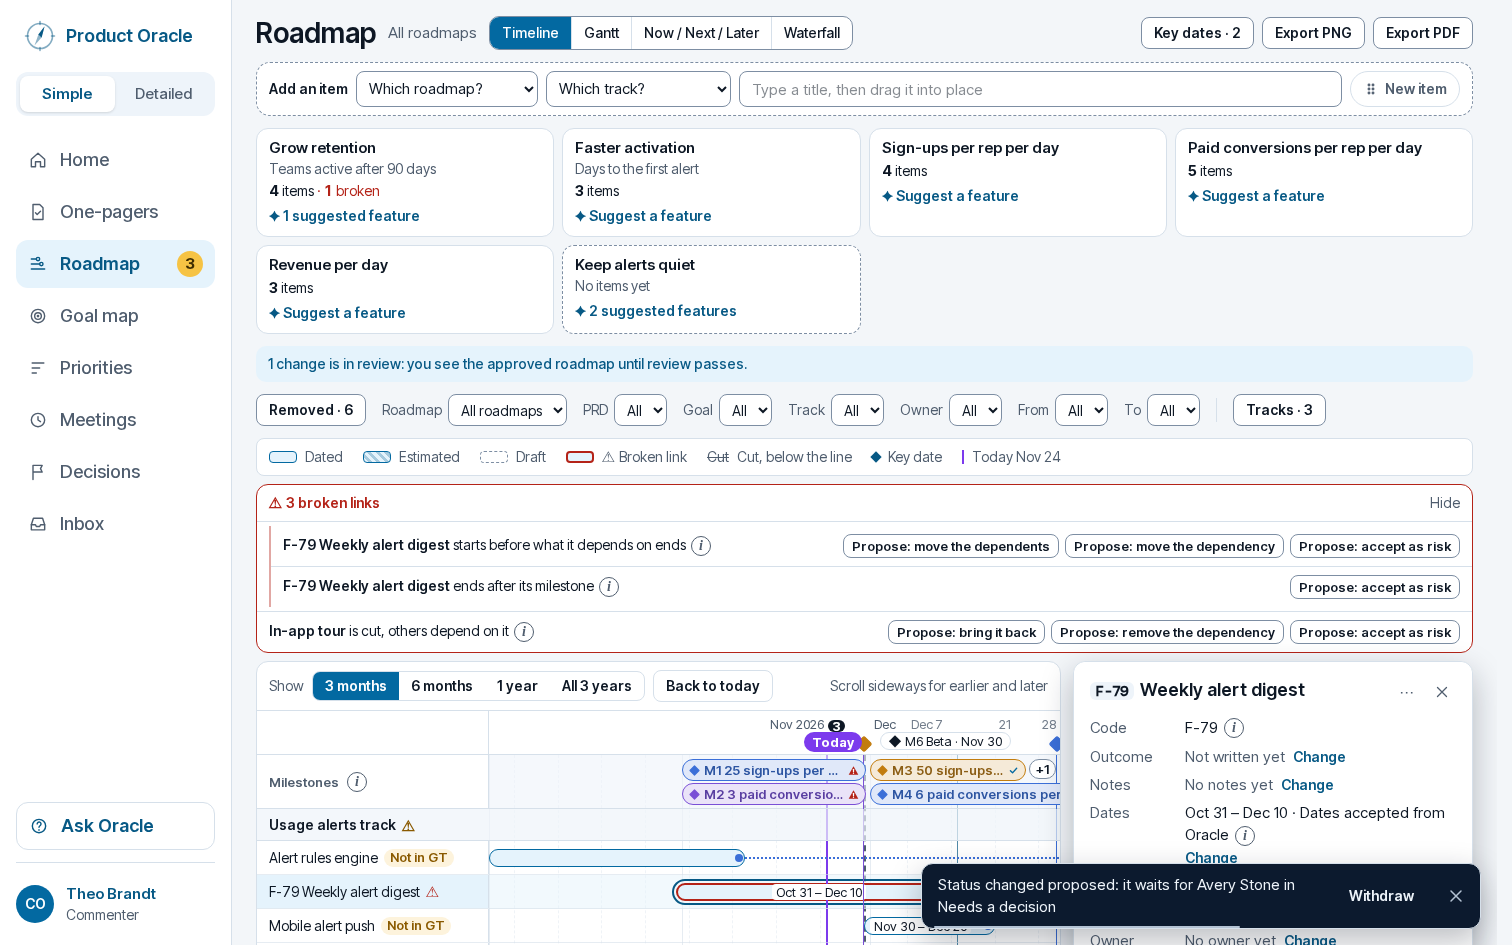 Product Oracle
Simple Detailed
Home
One-pagers
Roadmap 3
Goal map
Priorities
Meetings
Decisions
Inbox
Ask Oracle
CO Theo Brandt
Commenter
Roadmap All roadmaps Timeline Gantt Now / Next / Later Waterfall Key dates · 2 Export PNG Export PDF
Add an item Which roadmap? Which track? Type a title, then drag it into place New item
Grow retention
Teams active after 90 days
4 items · 1 broken
1 suggested feature
Faster activation
Days to the first alert
3 items
Suggest a feature
Sign-ups per rep per day
4 items
Suggest a feature
Paid conversions per rep per day
5 items
Suggest a feature
Revenue per day
3 items
Suggest a feature
Keep alerts quiet
No items yet
2 suggested features
1 change is in review: you see the approved roadmap until review passes.
Removed · 6 Roadmap All roadmaps PRD All Goal All Track All Owner All From All To All Tracks · 3
Dated Estimated Draft ⚠ Broken link Cut Cut, below the line Key date Today Nov 24
⚠ 3 broken links Hide
F-79 Weekly alert digest starts before what it depends on ends i Propose: move the dependents Propose: move the dependency Propose: accept as risk
F-79 Weekly alert digest ends after its milestone i Propose: accept as risk
In-app tour is cut, others depend on it i Propose: bring it back Propose: remove the dependency Propose: accept as risk
Show 3 months 6 months 1 year All 3 years Back to today Scroll sideways for earlier and later
Nov 2026 3 Dec Dec 7 21 28
Today M6 Beta · Nov 30
Milestones i
M1 25 sign-ups per ... M3 50 sign-ups... +1
M2 3 paid conversio... M4 6 paid conversions per
Usage alerts track ⚠
Alert rules engine Not in GT
F-79 Weekly alert digest ⚠ Oct 31 – Dec 10
Mobile alert push Not in GT
F-79 Weekly alert digest
Code F-79 i
Outcome Not written yet Change
Notes No notes yet Change
Dates Oct 31 – Dec 10 · Dates accepted from
Oracle i
Change
Status changed proposed: it waits for Avery Stone in
Needs a decision
Withdraw
Owner No owner yet Change